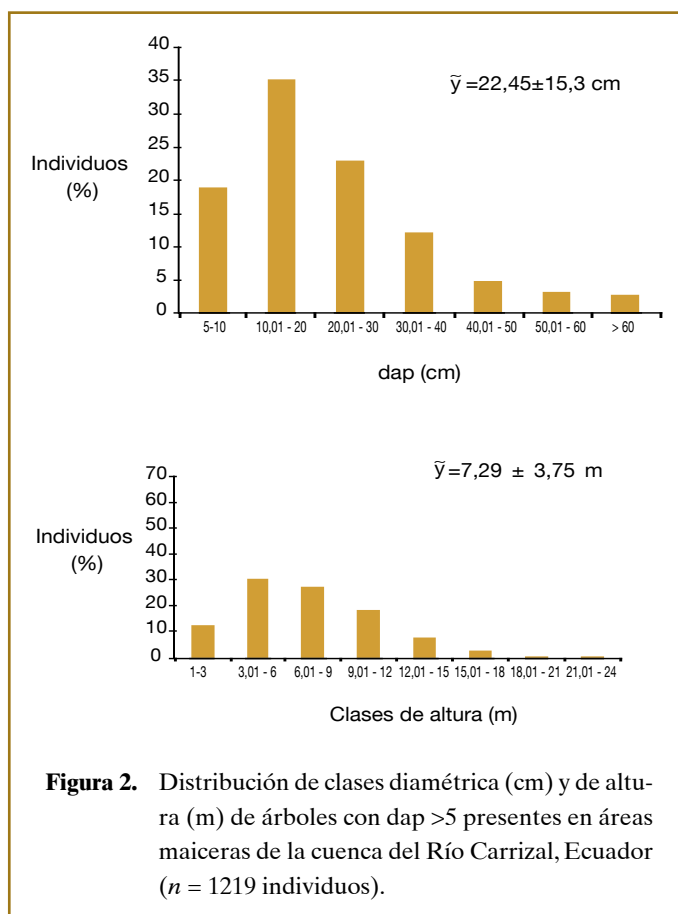 40
35
30
25
20
15
10
5
0
Individuos
(%)
ỹ =22,45±15,3 cm
5-10 10,01 - 20 20,01 - 30 30,01 - 40 40,01 - 50 50,01 - 60 > 60
dap (cm)
70
60
50
40
30
20
10
0
Individuos
(%)
ỹ=7,29 ± 3,75 m
1-3 3,01 - 6 6,01 - 9 9,01 - 12 12,01 - 15 15,01 - 18 18,01 - 21 21,01 - 24
Clases de altura (m)
Figura 2. Distribución de clases diamétrica (cm) y de altu-
ra (m) de árboles con dap >5 presentes en áreas
maiceras de la cuenca del Río Carrizal, Ecuador
(n = 1219 individuos).